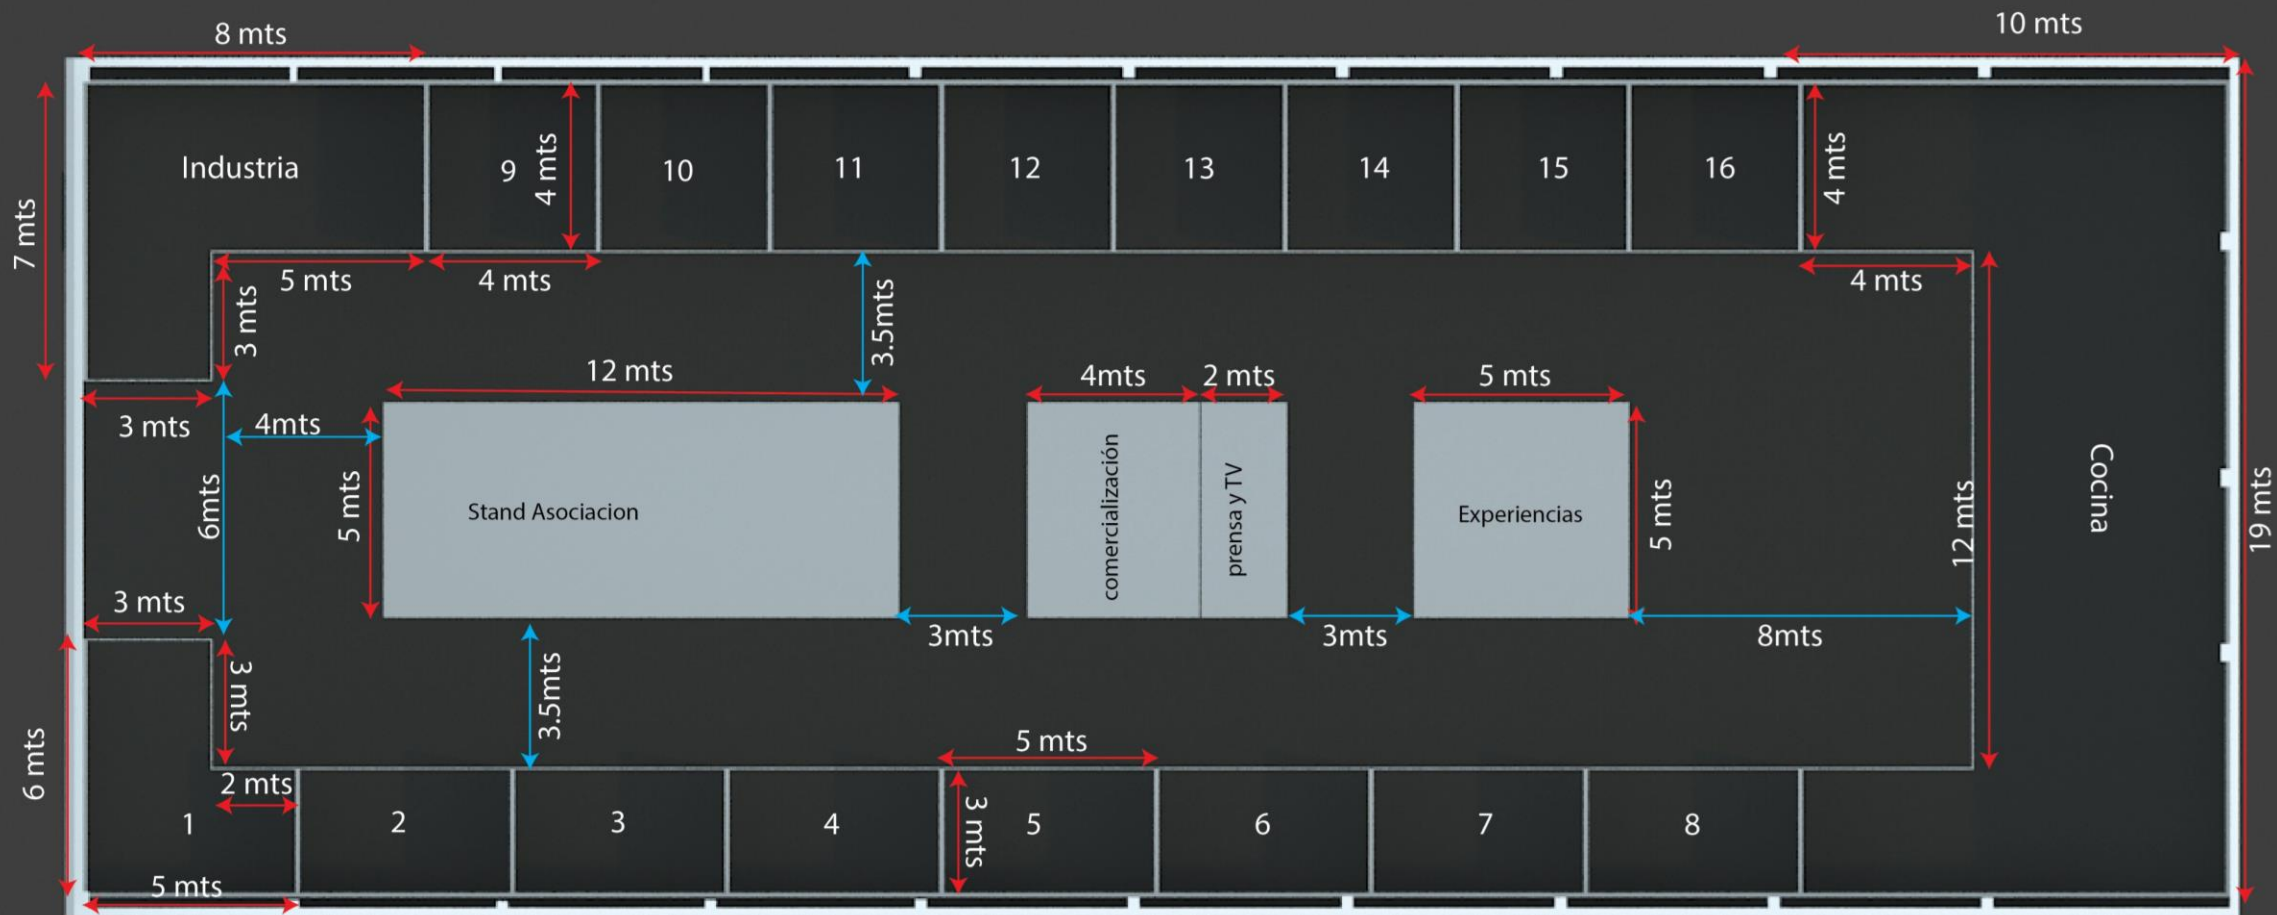 8 mts
10 mts
Industria
9
4 mts
10
11
12
13
14
15
16
4 mts
7 mts
5 mts
4 mts
4 mts
3 mts
3.5mts
12 mts
4mts
2 mts
5 mts
3 mts
4mts
6mts
5 mts
Stand Asociacion
comercialización
prensa y TV
Experiencias
5 mts
12 mts
Cocina
19 mts
3 mts
3mts
3mts
8mts
3 mts
3.5mts
6 mts
2 mts
5 mts
3 mts
1
2
3
4
5
6
7
8
5 mts